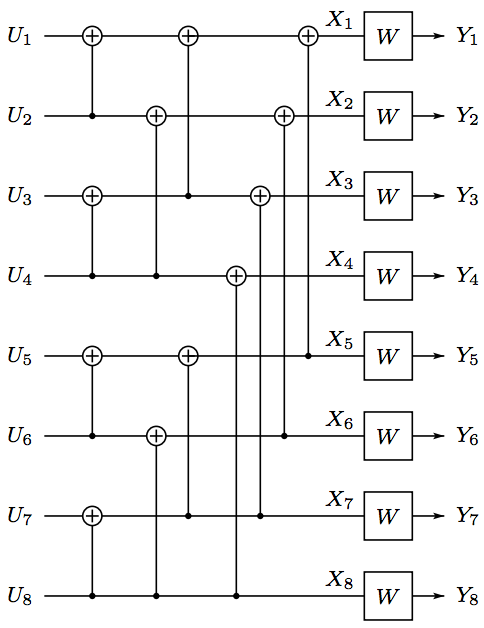 U₁ X₁ W Y₁
U₂ X₂ W Y₂
U₃ X₃ W Y₃
U₄ X₄ W Y₄
U₅ X₅ W Y₅
U₆ X₆ W Y₆
U₇ X₇ W Y₇
U₈ X₈ W Y₈